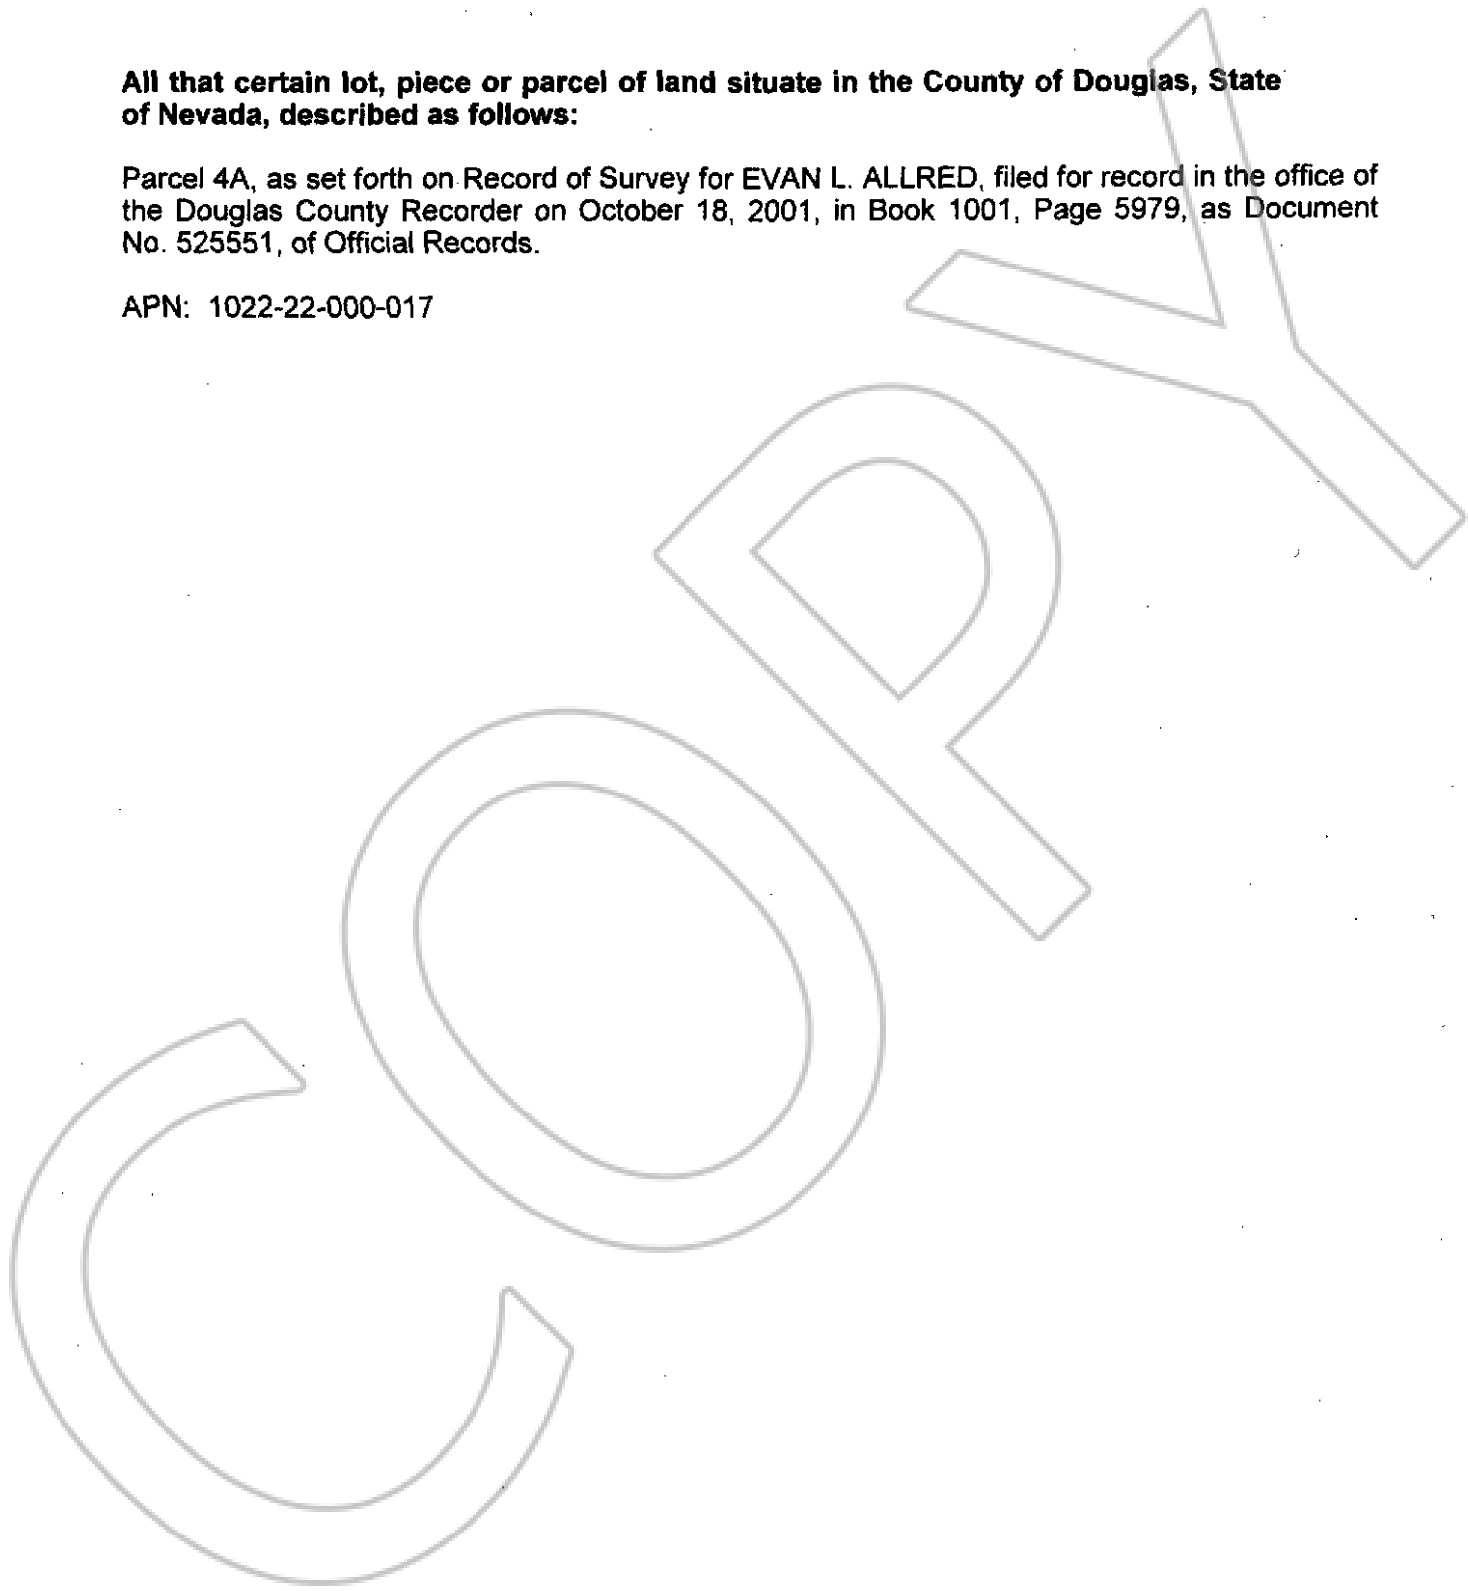 All that certain lot, piece or parcel of land situate in the County of Douglas, State
of Nevada, described as follows:
Parcel 4A, as set forth on Record of Survey for EVAN L. ALLRED, filed for record in the office of
the Douglas County Recorder on October 18, 2001, in Book 1001, Page 5979, as Document
No. 525551, of Official Records.
APN: 1022-22-000-017
COPY